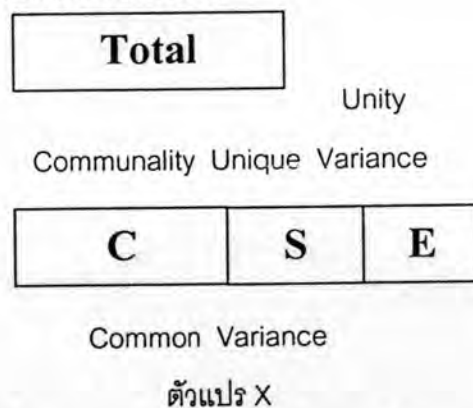 Total
Unity
Communality Unique Variance
C S E
Common Variance
ตัวแปร X